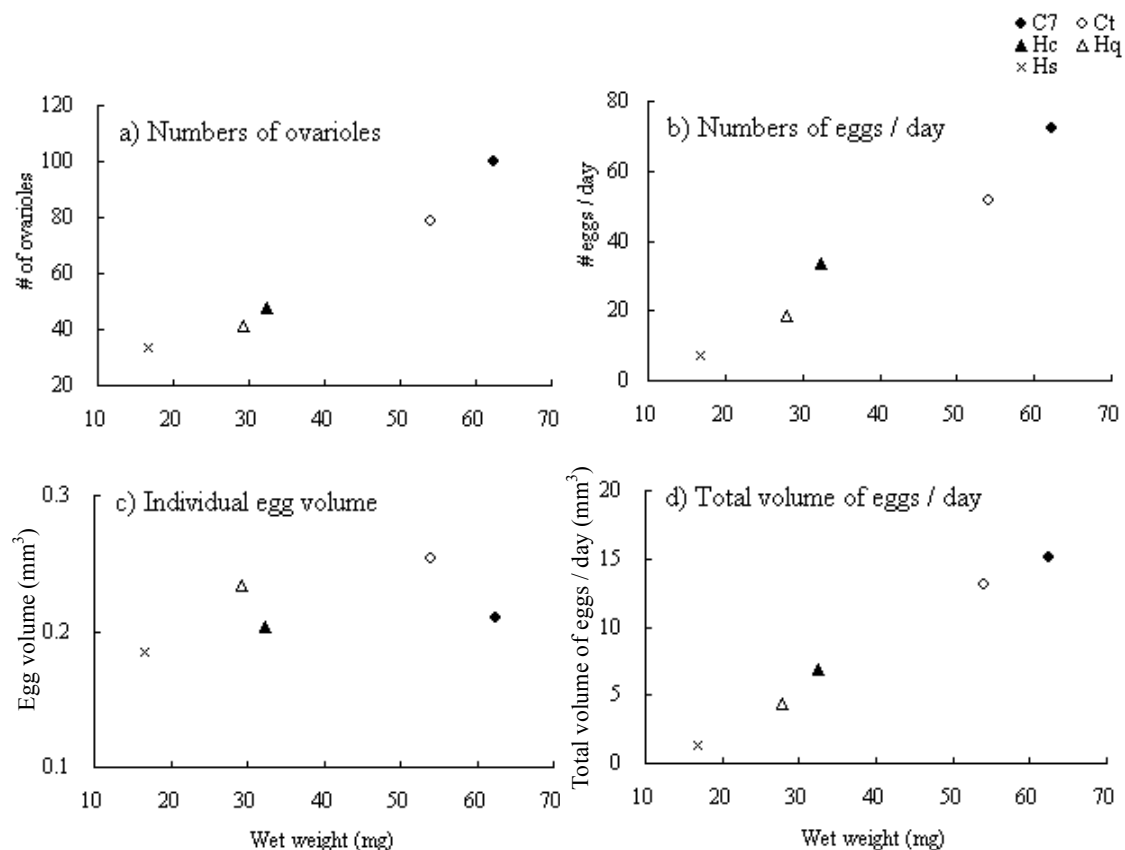 C7 Ct
Hc Hq
Hs
a) Numbers of ovarioles
# of ovarioles
120
100
80
60
40
20
10 20 30 40 50 60 70
b) Numbers of eggs / day
# eggs / day
80
60
40
20
0
10 20 30 40 50 60 70
c) Individual egg volume
Egg volume (mm³)
0.3
0.2
0.1
10 20 30 40 50 60 70
Wet weight (mg)
d) Total volume of eggs / day
Total volume of eggs / day (mm³)
20
15
10
5
0
10 20 30 40 50 60 70
Wet weight (mg)